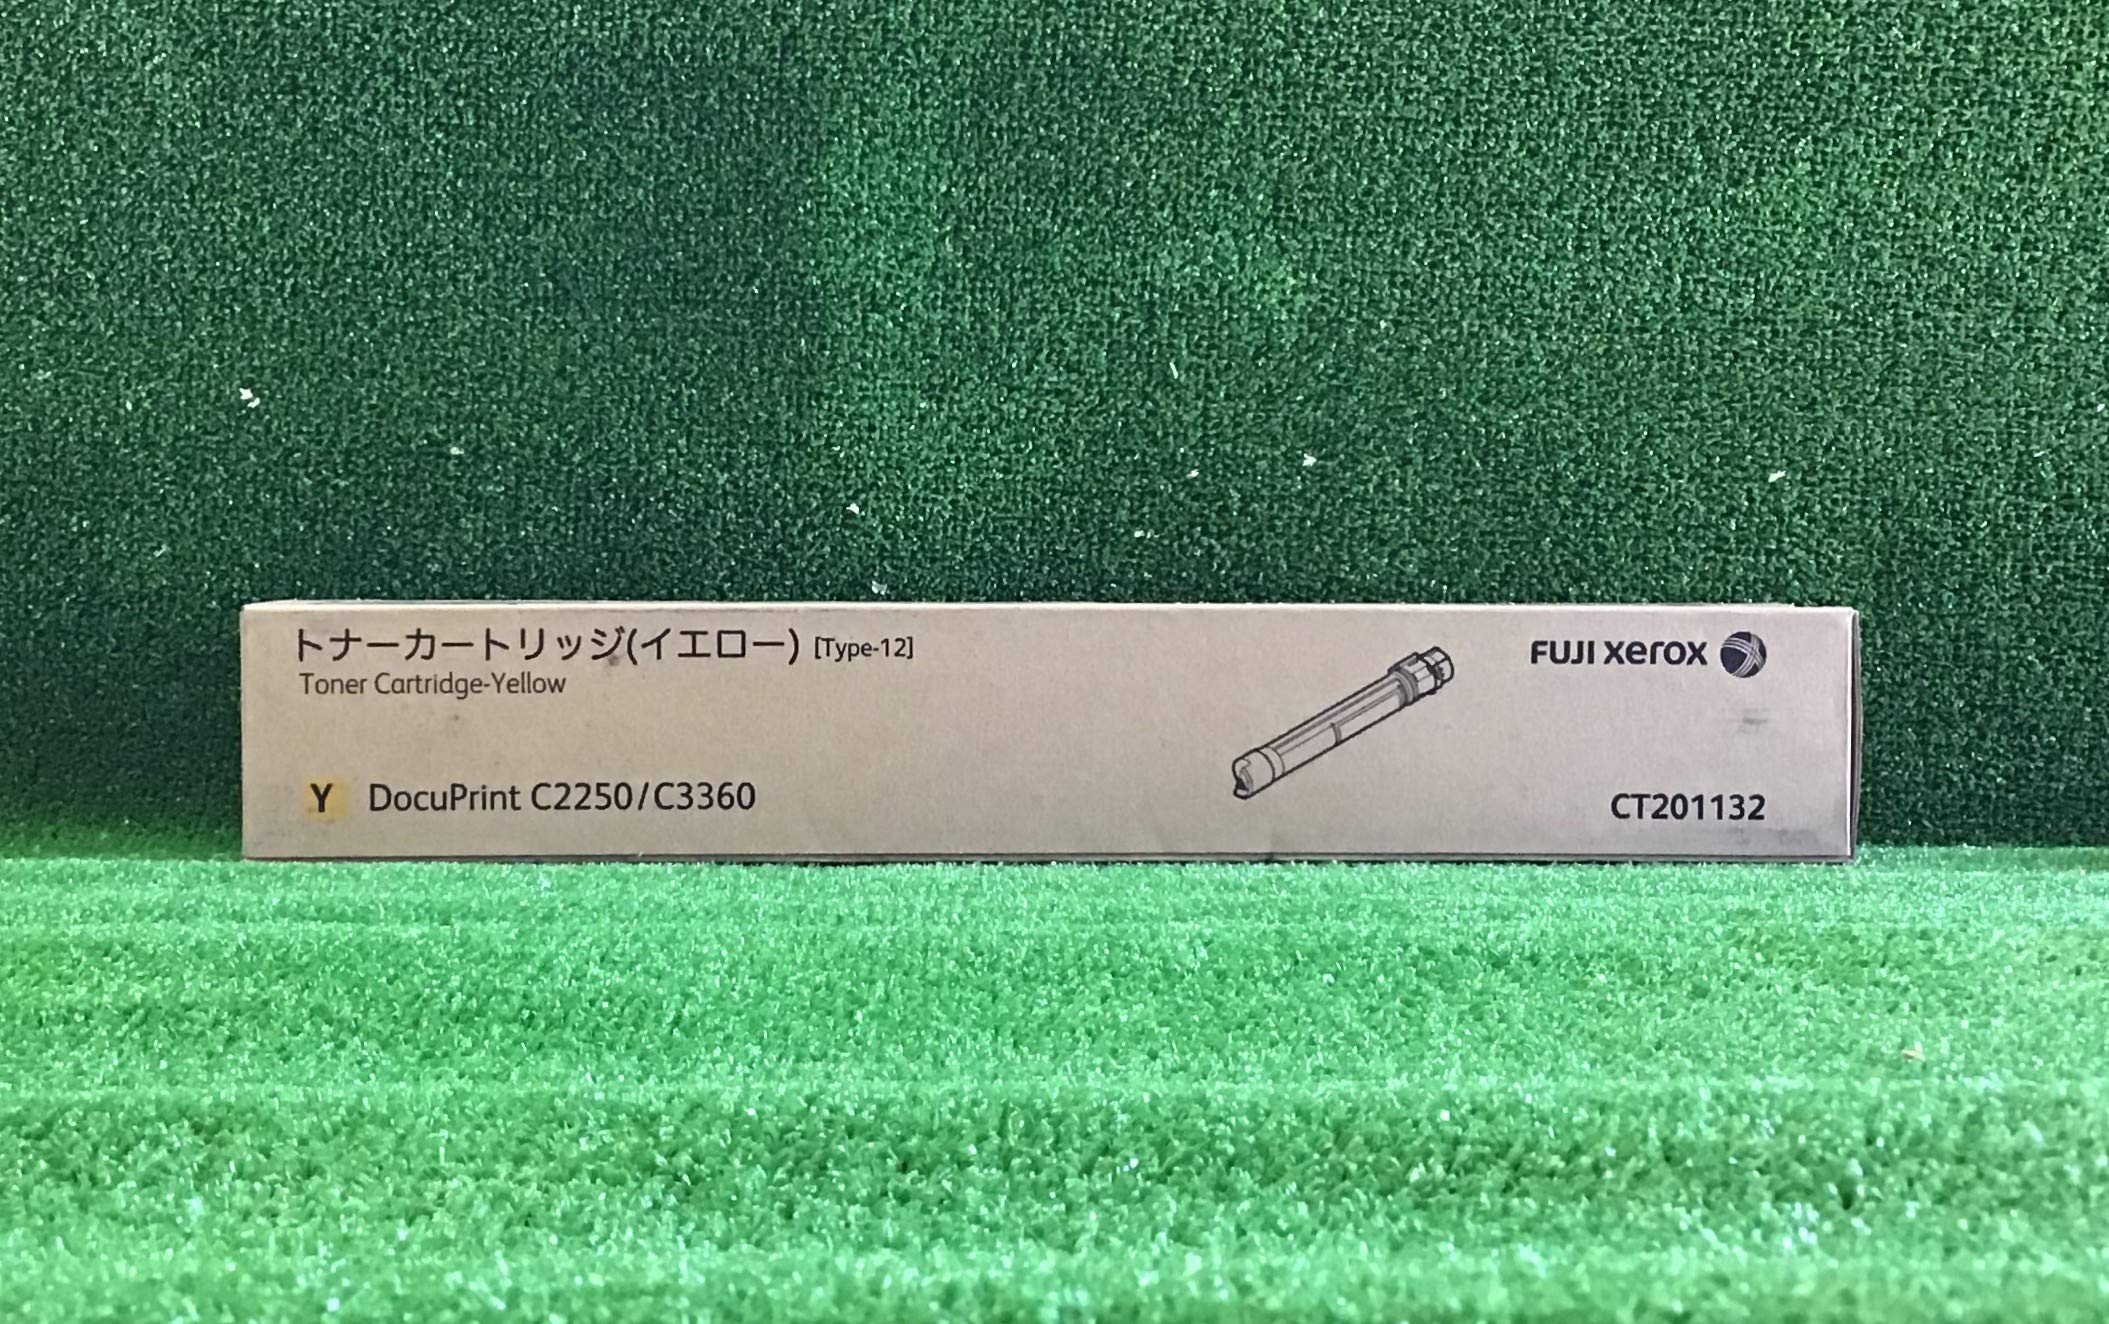 トナーカートリッジ(イエロー) [Type-12]
Toner Cartridge-Yellow
FUJI xerox
Y DocuPrint C2250/C3360
CT201132